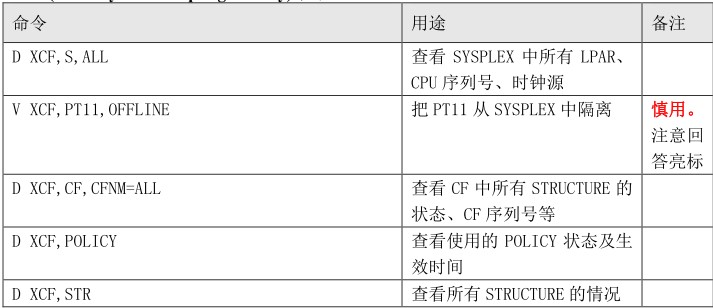 命令 用途 备注
D XCF,S,ALL 查看 SYSPLEX 中所有 LPAR、
CPU 序列号、时钟源
V XCF,PT11,OFFLINE 把 PT11 从 SYSPLEX 中隔离 慎用。
注意回
答亮标
D XCF,CF,CFNM=ALL 查看 CF 中所有 STRUCTURE 的
状态、CF 序列号等
D XCF,POLICY 查看使用的 POLICY 状态及生
效时间
D XCF,STR 查看所有 STRUCTURE 的情况